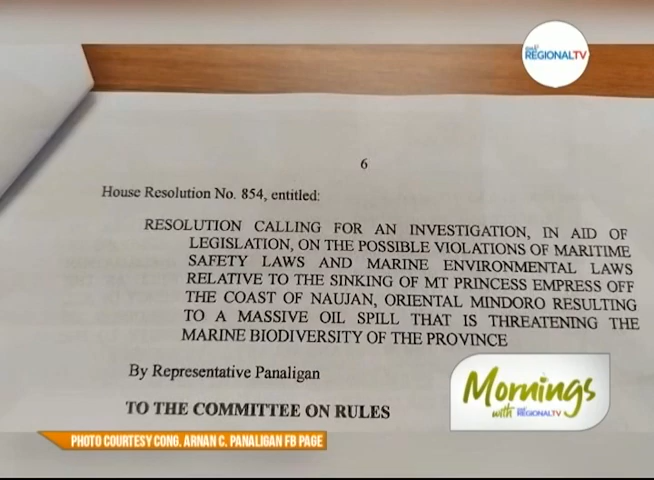 GMA REGIONALTV
6
House Resolution No. 854, entitled:
RESOLUTION CALLING FOR AN INVESTIGATION, IN AID OF
LEGISLATION, ON THE POSSIBLE VIOLATIONS OF MARITIME
SAFETY LAWS AND MARINE ENVIRONMENTAL LAWS
RELATIVE TO THE SINKING OF MT PRINCESS EMPRESS OFF
THE COAST OF NAUJAN, ORIENTAL MINDORO RESULTING
TO A MASSIVE OIL SPILL THAT IS THREATENING THE
MARINE BIODIVERSITY OF THE PROVINCE
By Representative Panaligan
TO THE COMMITTEE ON RULES
Mornings
with GMA REGIONALTV
PHOTO COURTESY CONG. ARNAN C. PANALIGAN FB PAGE